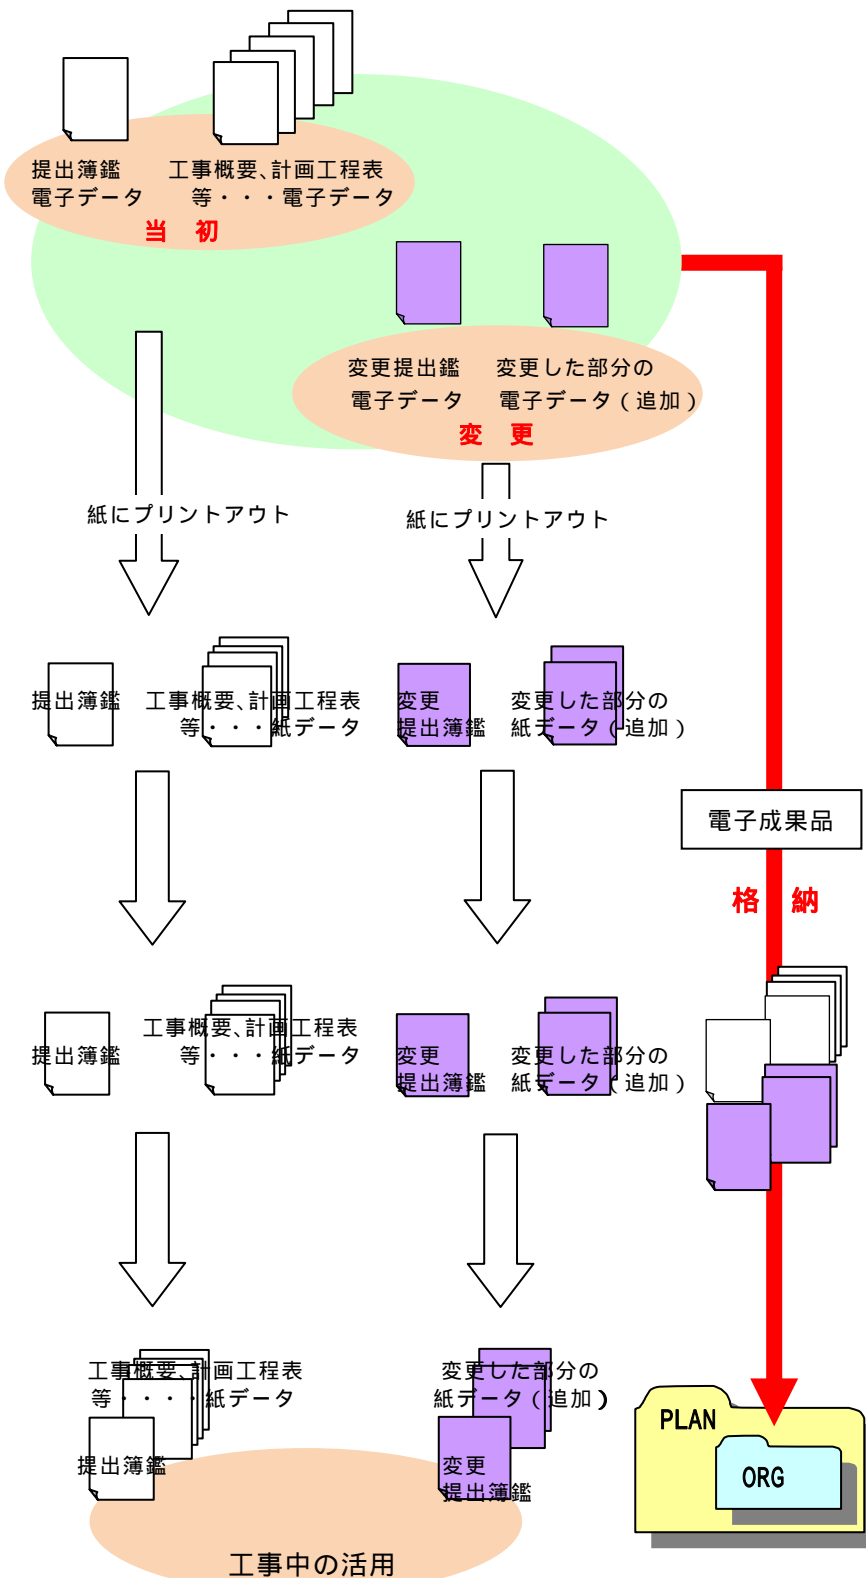 提出簿鑑
電子データ
工事概要、計画工程表
等・・・電子データ
当 初
変更提出鑑
電子データ
変更した部分の
電子データ(追加)
変 更
紙にプリントアウト
紙にプリントアウト
提出簿鑑
工事概要、計画工程表
等・・・紙データ
変更
提出簿鑑
変更した部分の
紙データ(追加)
電子成果品
格 納
提出簿鑑
工事概要、計画工程表
等・・・紙データ
変更
提出簿鑑
変更した部分の
紙データ(追加)
工事概要、計画工程表
等・・・・紙データ
提出簿鑑
変更した部分の
紙データ(追加)
変更
提出簿鑑
PLAN
ORG
工事中の活用